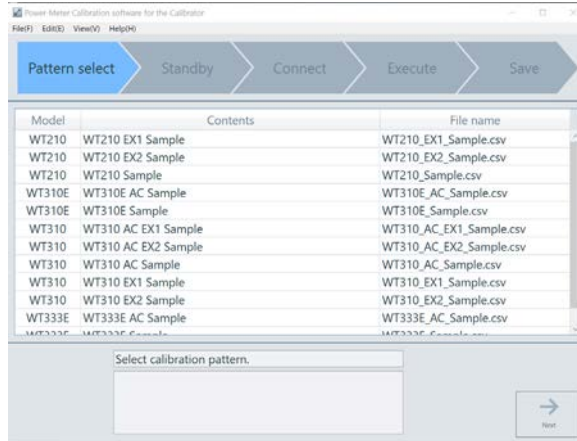 Power Meter Calibration software for the Calibrator
File(F) Edit(E) View(V) Help(H)
Pattern select Standby Connect Execute Save
Model Contents File name
WT210 WT210 EX1 Sample WT210_EX1_Sample.csv
WT210 WT210 EX2 Sample WT210_EX2_Sample.csv
WT210 WT210 Sample WT210_Sample.csv
WT310E WT310E AC Sample WT310E_AC_Sample.csv
WT310E WT310E Sample WT310E_Sample.csv
WT310 WT310 AC EX1 Sample WT310_AC_EX1_Sample.csv
WT310 WT310 AC EX2 Sample WT310_AC_EX2_Sample.csv
WT310 WT310 AC Sample WT310_AC_Sample.csv
WT310 WT310 EX1 Sample WT310_EX1_Sample.csv
WT310 WT310 EX2 Sample WT310_EX2_Sample.csv
WT333E WT333E AC Sample WT333E_AC_Sample.csv
Select calibration pattern.
Next